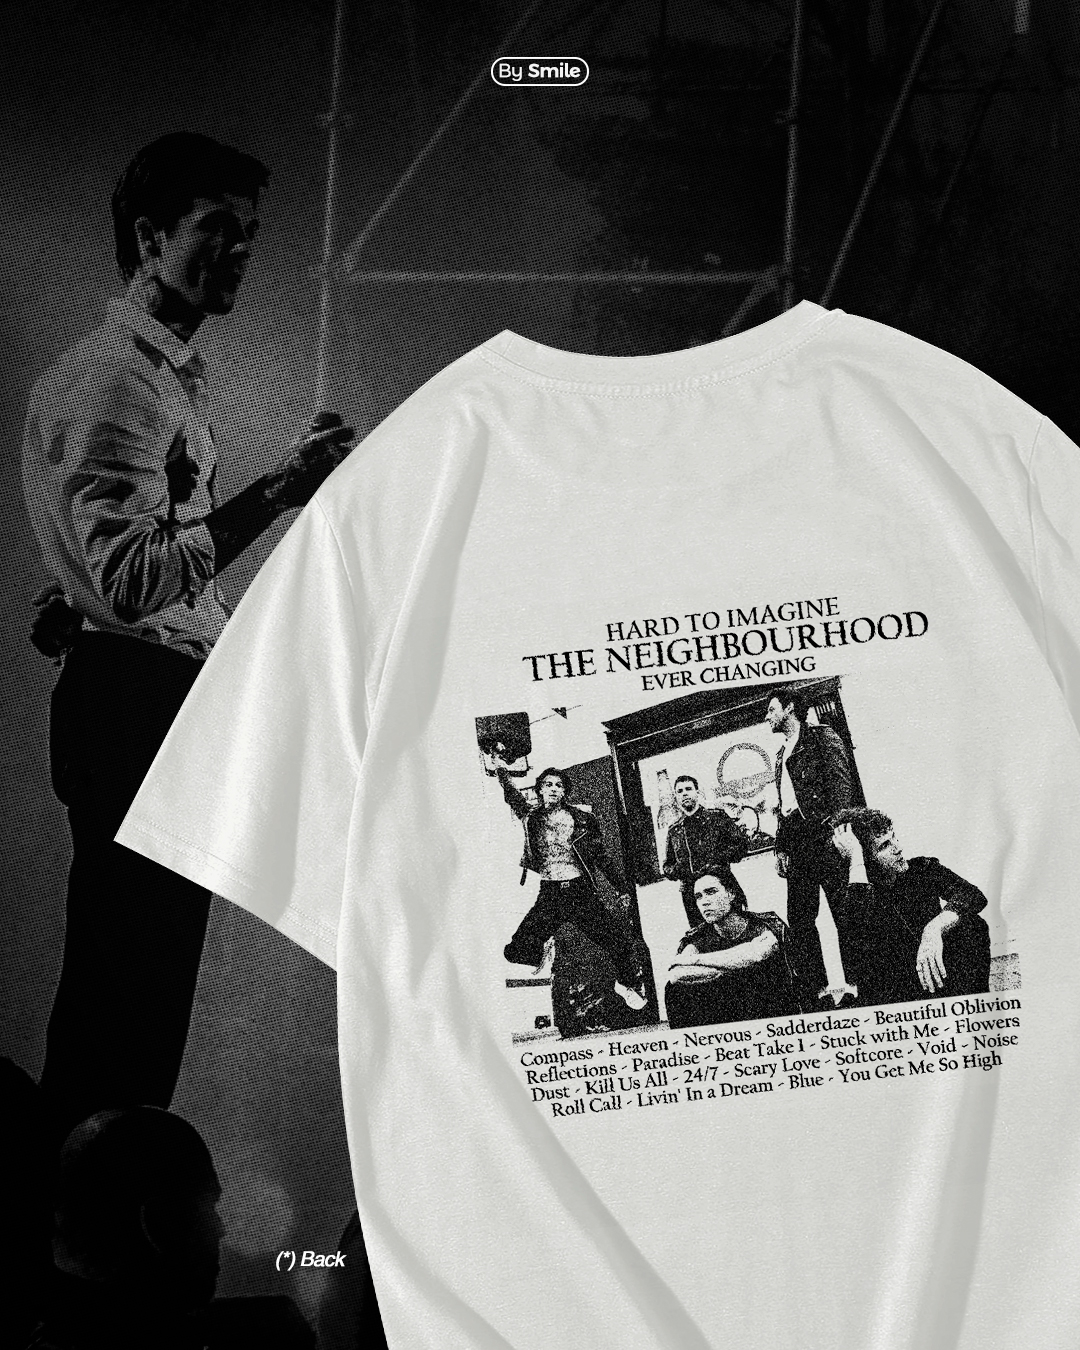 By Smile
HARD TO IMAGINE
THE NEIGHBOURHOOD
EVER CHANGING
Compass - Heaven - Nervous - Sadderdaze - Beautiful Oblivion
Reflections - Paradise - Beat Take 1 - Stuck with Me - Flowers
Dust - Kill Us All - 24/7 - Scary Love - Softcore - Void - Noise
Roll Call - Livin' In a Dream - Blue - You Get Me So High
(*) Back